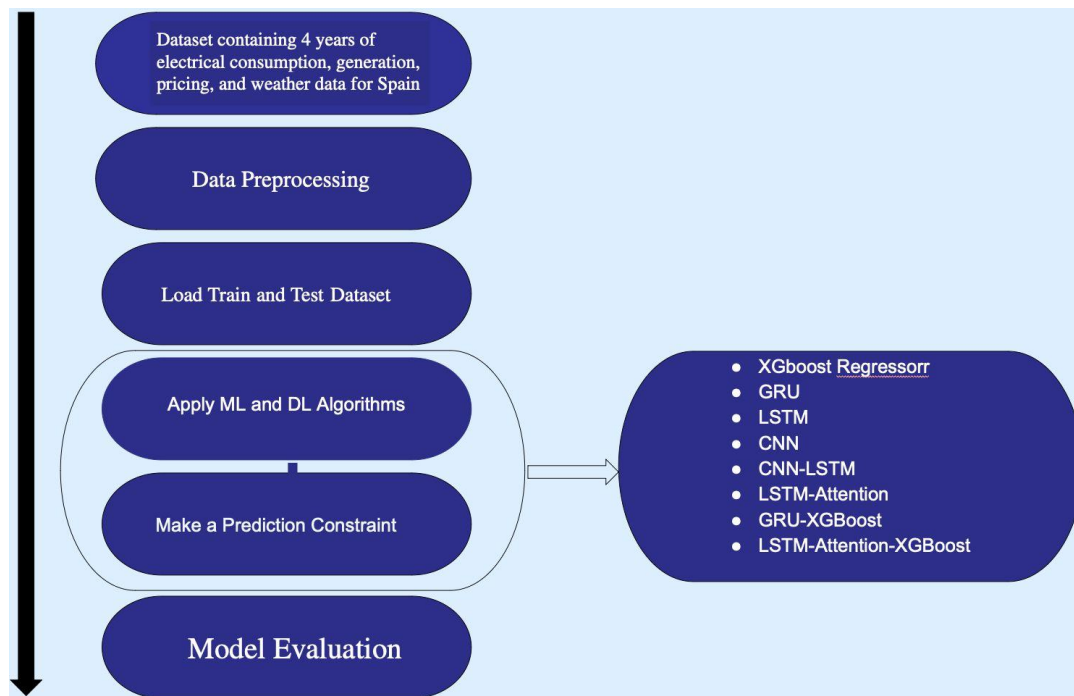 Dataset containing 4 years of
electrical consumption, generation,
pricing, and weather data for Spain
Data Preprocessing
Load Train and Test Dataset
Apply ML and DL Algorithms
Make a Prediction Constraint
● XGboost Regressorr
● GRU
● LSTM
● CNN
● CNN-LSTM
● LSTM-Attention
● GRU-XGBoost
● LSTM-Attention-XGBoost
Model Evaluation